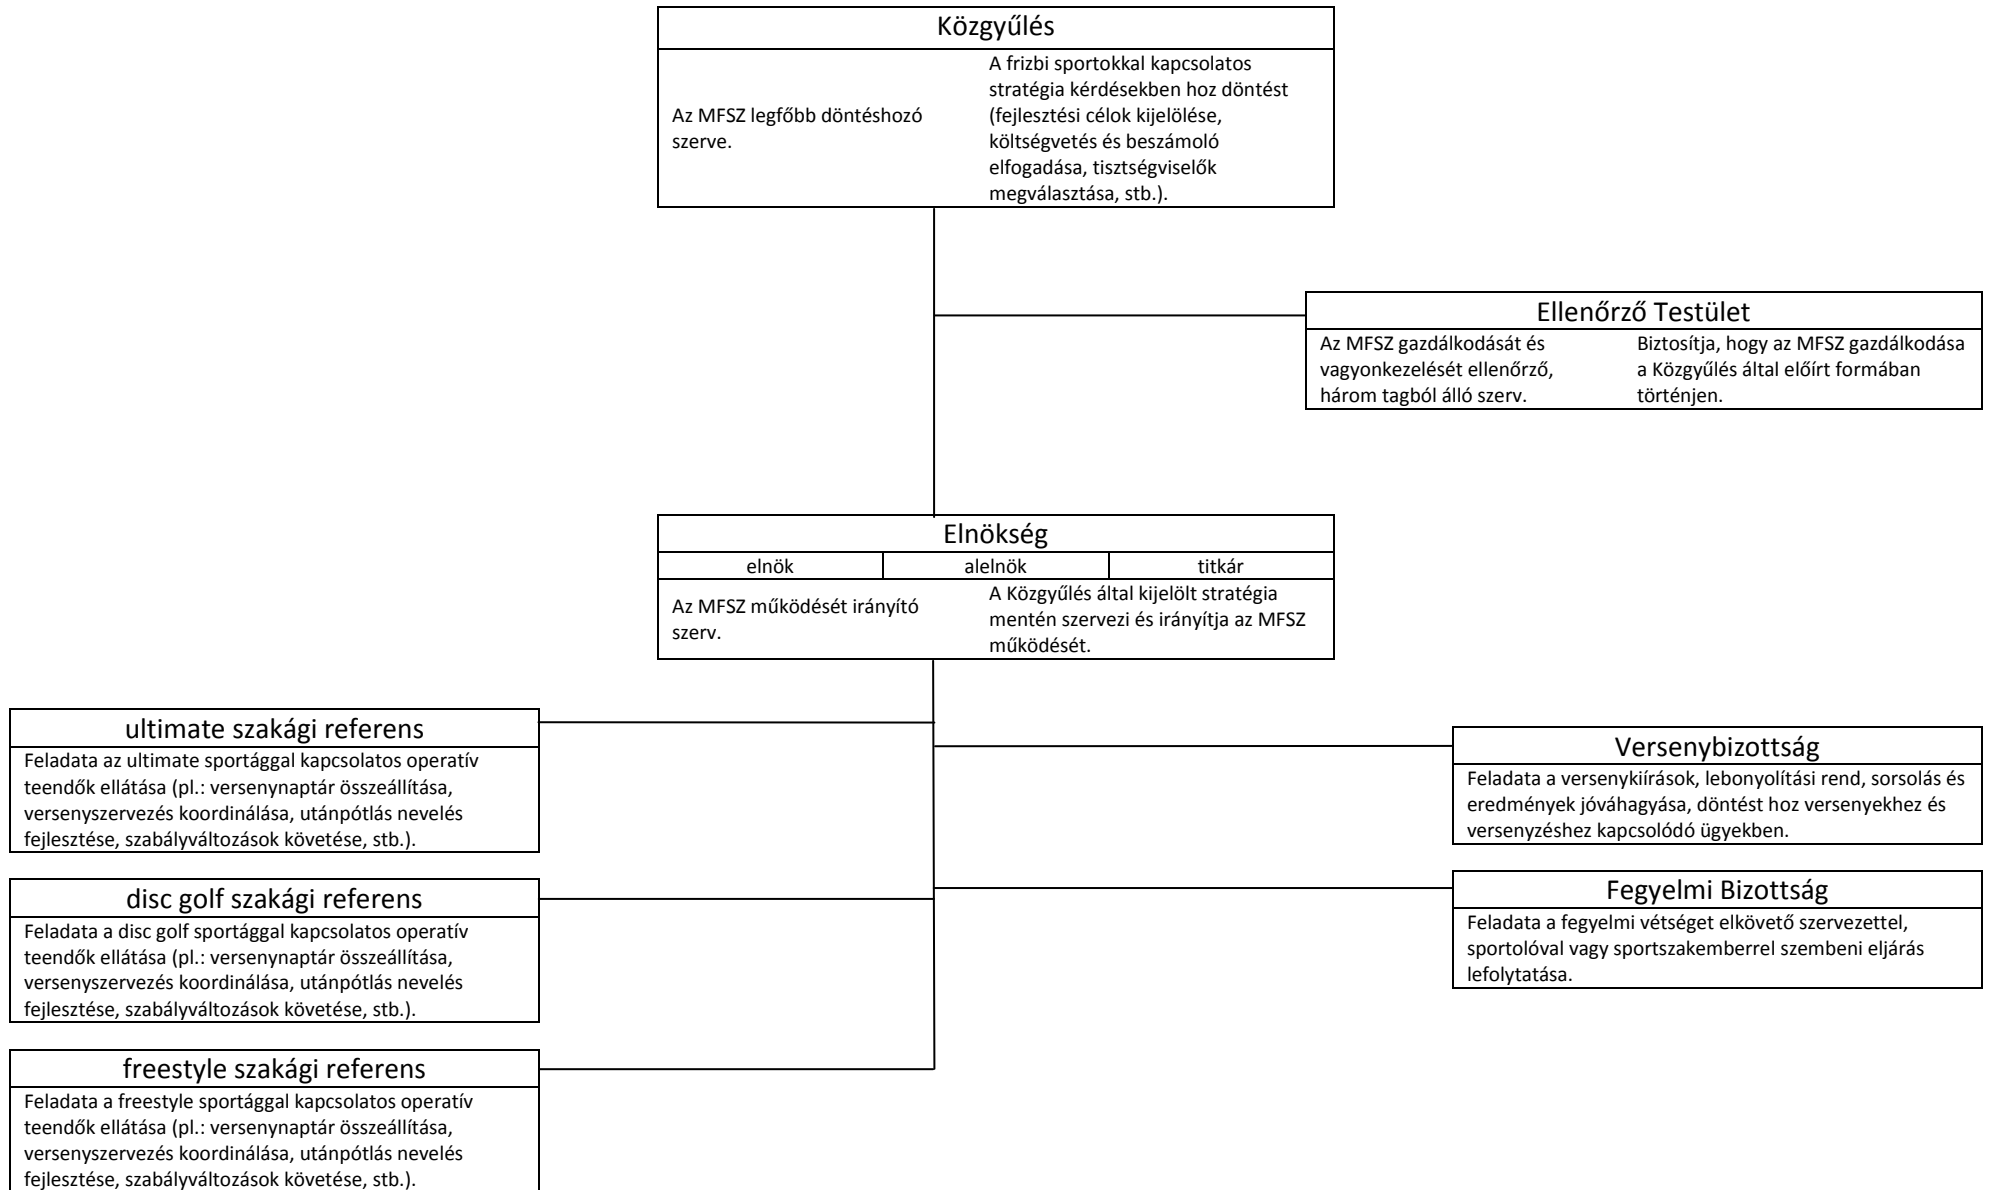 Közgyűlés
Az MFSZ legfőbb döntéshozó
szerve.
A frizbi sportokkal kapcsolatos
stratégia kérdésekben hoz döntést
(fejlesztési célok kijelölése,
költségvetés és beszámoló
elfogadása, tisztségviselők
megválasztása, stb.).
Ellenőrző Testület
Az MFSZ gazdálkodását és
vagyonkezelését ellenőrző,
három tagból álló szerv.
Biztosítja, hogy az MFSZ gazdálkodása
a Közgyűlés által előírt formában
történjen.
Elnökség
elnök
alelnök
titkár
Az MFSZ működését irányító
szerv.
A Közgyűlés által kijelölt stratégia
mentén szervezi és irányítja az MFSZ
működését.
ultimate szakági referens
Feladata az ultimate sportággal kapcsolatos operatív
teendők ellátása (pl.: versenynaptár összeállítása,
versenyszervezés koordinálása, utánpótlás nevelés
fejlesztése, szabályváltozások követése, stb.).
Versenybizottság
Feladata a versenykiírások, lebonyolítási rend, sorsolás és
eredmények jóváhagyása, döntést hoz versenyekhez és
versenyzéshez kapcsolódó ügyekben.
disc golf szakági referens
Feladata a disc golf sportággal kapcsolatos operatív
teendők ellátása (pl.: versenynaptár összeállítása,
versenyszervezés koordinálása, utánpótlás nevelés
fejlesztése, szabályváltozások követése, stb.).
Fegyelmi Bizottság
Feladata a fegyelmi vétséget elkövető szervezettel,
sportolóval vagy sportszakemberrel szembeni eljárás
lefolytatása.
freestyle szakági referens
Feladata a freestyle sportággal kapcsolatos operatív
teendők ellátása (pl.: versenynaptár összeállítása,
versenyszervezés koordinálása, utánpótlás nevelés
fejlesztése, szabályváltozások követése, stb.).